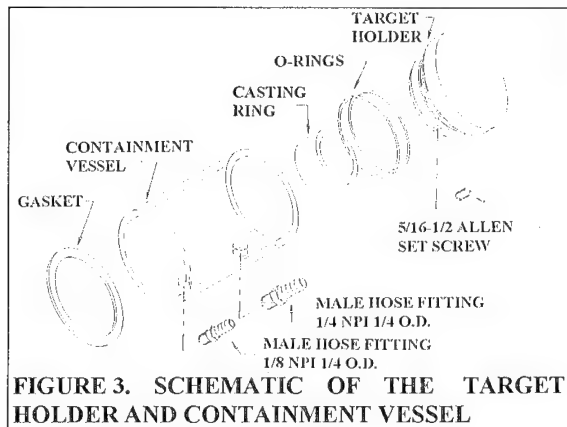 TARGET
HOLDER
O-RINGS
CASTING
RING
CONTAINMENT
VESSEL
GASKET
5/16-1/2 ALLEN
SET SCREW
MALE HOSE FITTING
1/4 NPI 1/4 O.D.
MALE HOSE FITTING
1/8 NPI 1/4 O.D.
FIGURE 3. SCHEMATIC OF THE TARGET
HOLDER AND CONTAINMENT VESSEL